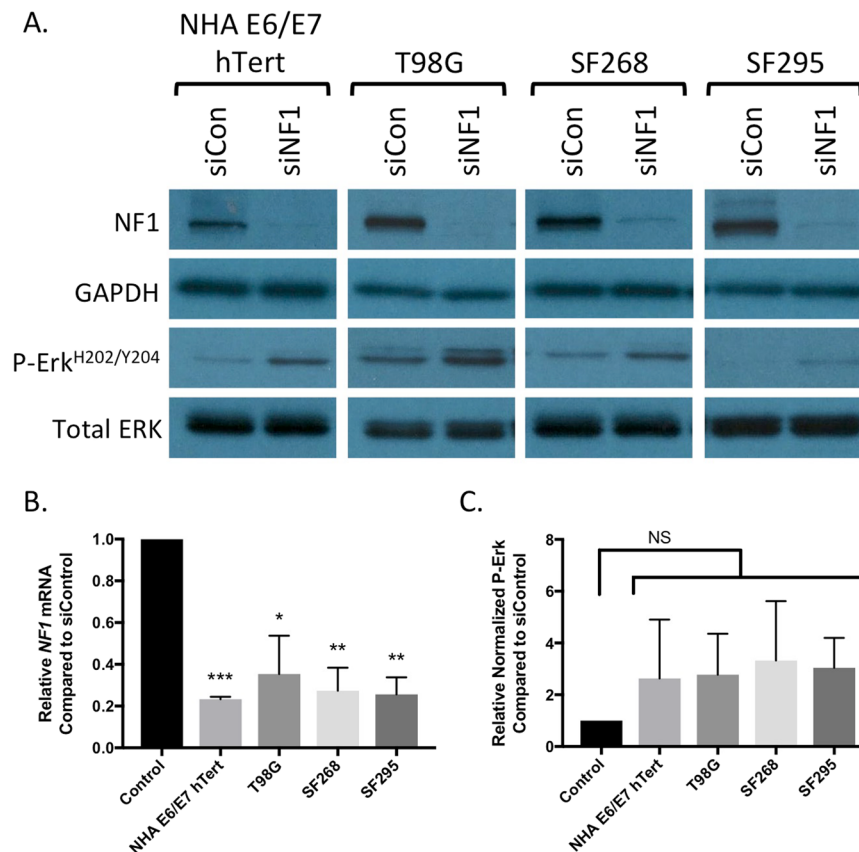 A.
NHA E6/E7
hTert
T98G
SF268
SF295
siCon
siNF1
siCon
siNF1
siCon
siNF1
siCon
siNF1
NF1
GAPDH
P-Erk^H202/Y204
Total ERK
B.
Relative NF1 mRNA
Compared to siControl
1.0
0.8
0.6
0.4
0.2
0.0
***
*
**
**
Control
NHA E6/E7 hTert
T98G
SF268
SF295
C.
Relative Normalized P-Erk
Compared to siControl
8
6
4
2
0
NS
Control
NHA E6/E7 hTert
T98G
SF268
SF295